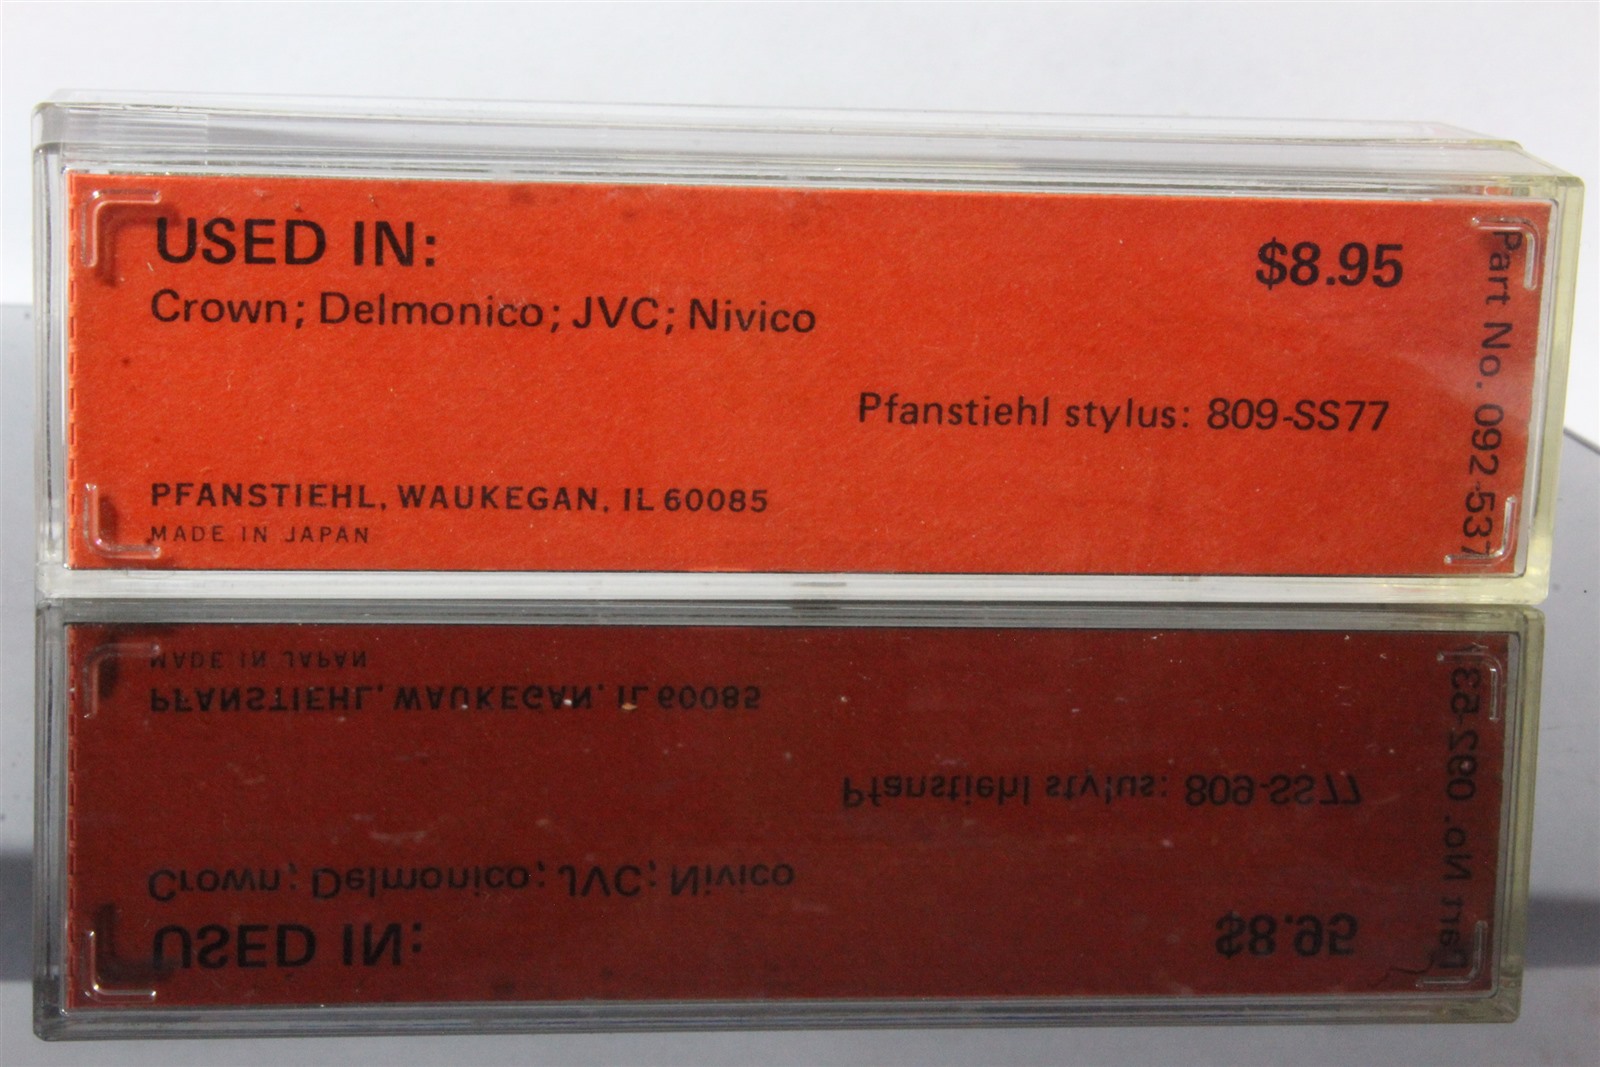 USED IN:
$8.95
Crown; Delmonico; JVC; Nivico
Pfanstiehl stylus: 809-SS77
PFANSTIEHL, WAUKEGAN, IL 60085
MADE IN JAPAN
Part No. 092-537